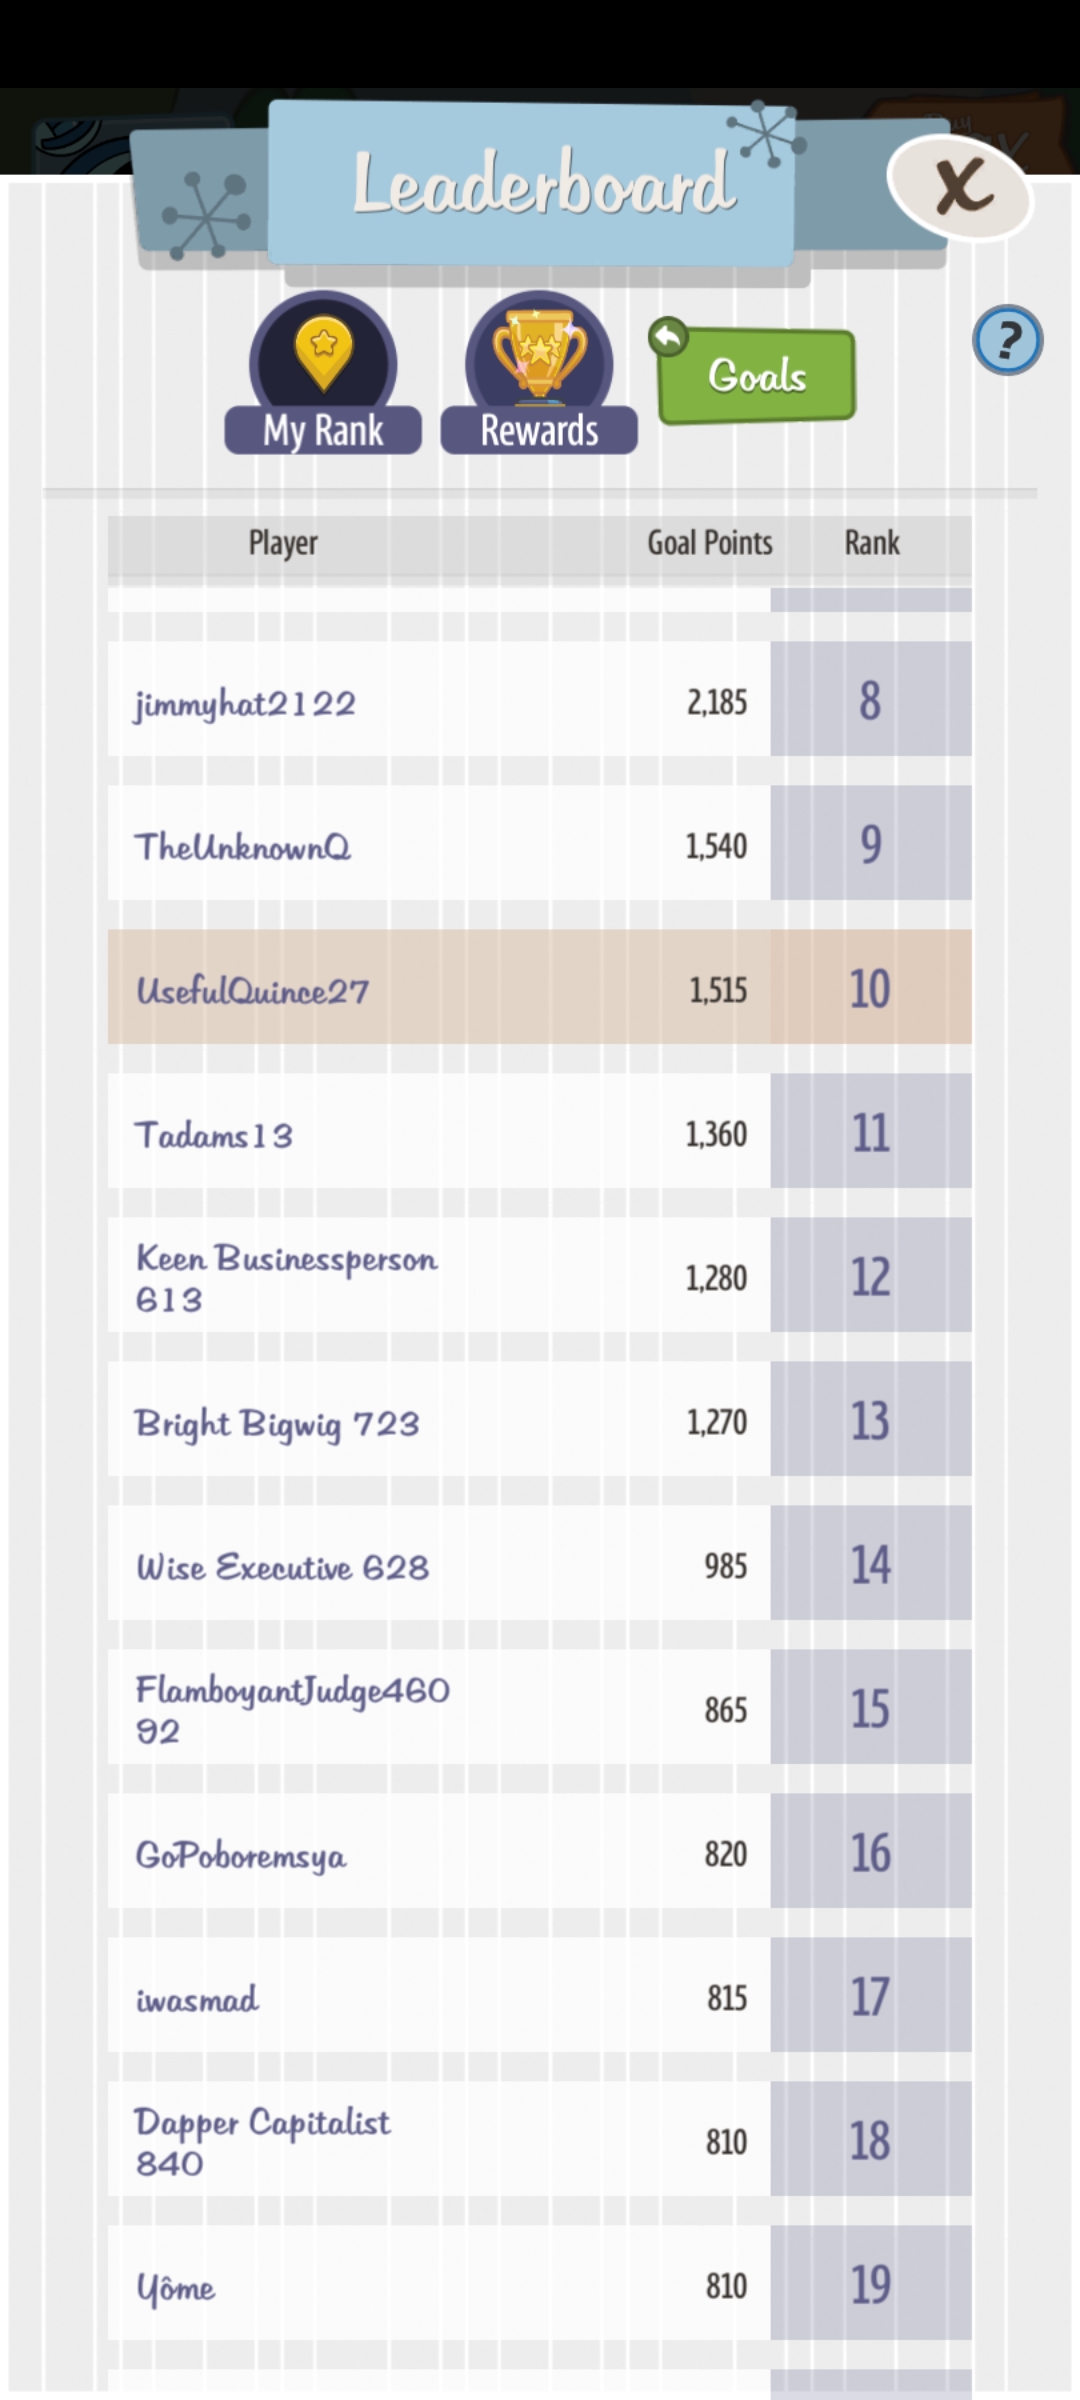 Leaderboard
X
My Rank
Rewards
Goals
?
Player Goal Points Rank
jimmyhat2122 2,185 8
TheUnknownQ 1,540 9
UsefulQuince27 1,515 10
Tadams13 1,360 11
Keen Businessperson
613 1,280 12
Bright Bigwig 723 1,270 13
Wise Executive 628 985 14
FlamboyantJudge460
92 865 15
GoPoboremsya 820 16
iwasmad 815 17
Dapper Capitalist
840 810 18
Yôme 810 19